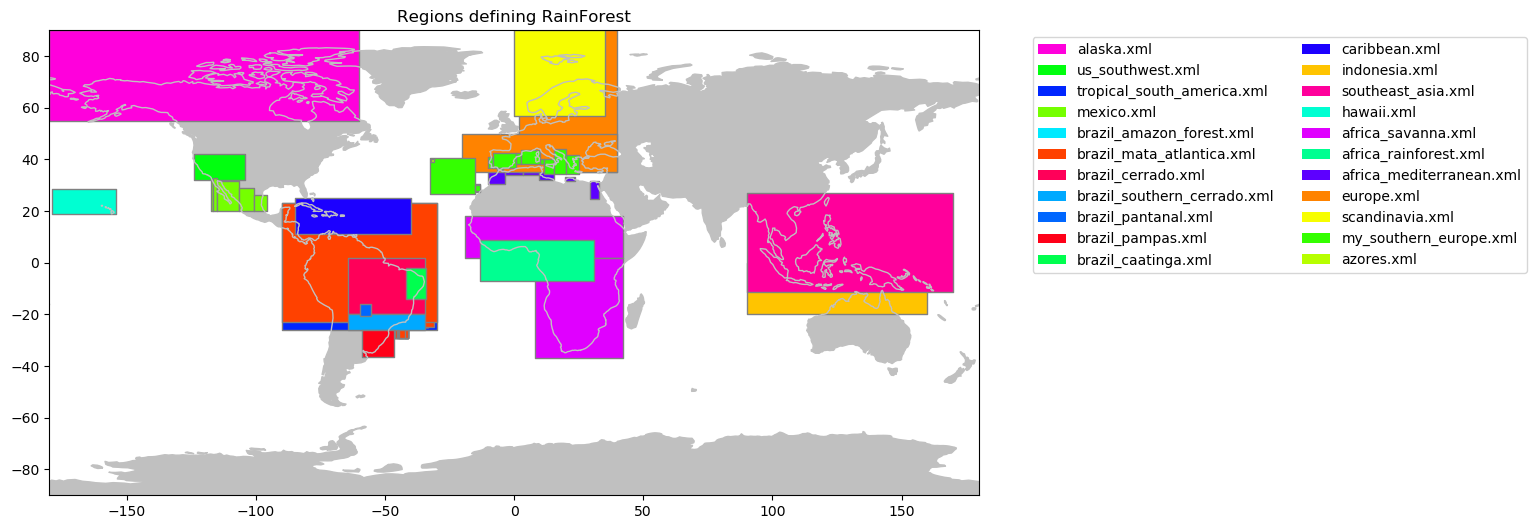 Regions defining RainForest
80
60
40
20
0
−20
−40
−60
−80
−150
−100
−50
0
50
100
150
alaska.xml
us_southwest.xml
tropical_south_america.xml
mexico.xml
brazil_amazon_forest.xml
brazil_mata_atlantica.xml
brazil_cerrado.xml
brazil_southern_cerrado.xml
brazil_pantanal.xml
brazil_pampas.xml
brazil_caatinga.xml
caribbean.xml
indonesia.xml
southeast_asia.xml
hawaii.xml
africa_savanna.xml
africa_rainforest.xml
africa_mediterranean.xml
europe.xml
scandinavia.xml
my_southern_europe.xml
azores.xml